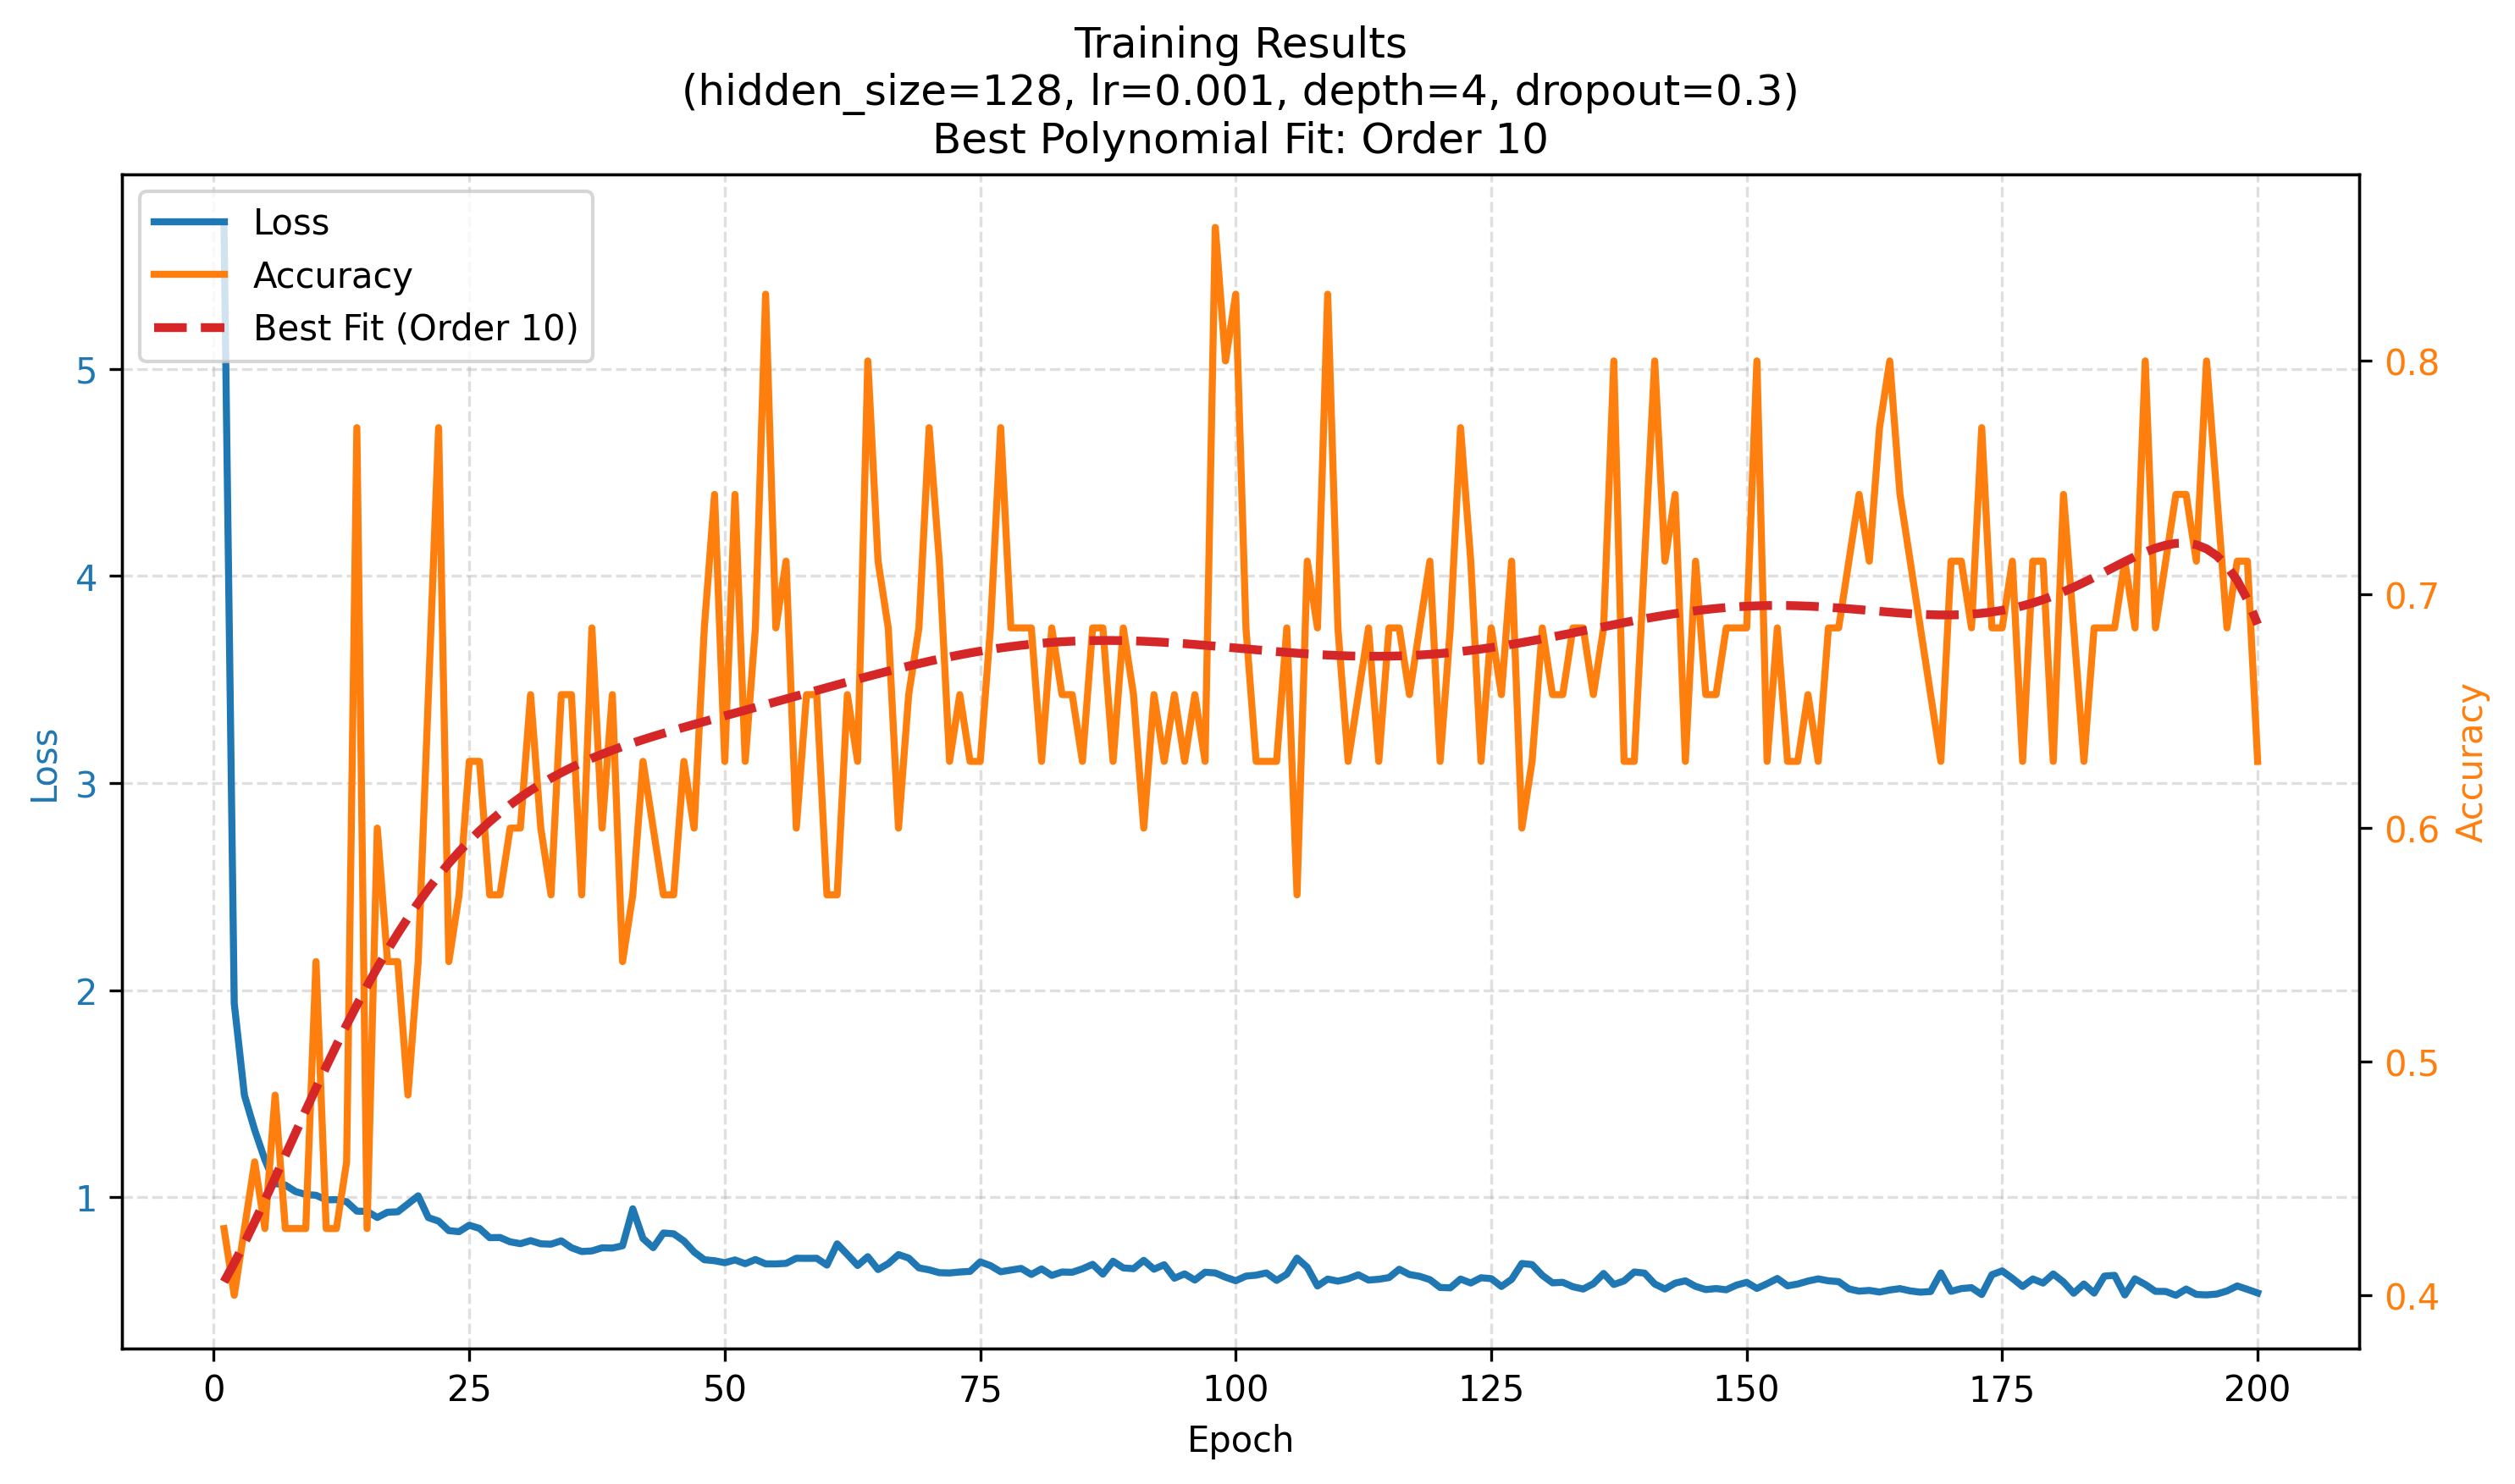 Training Results
(hidden_size=128, lr=0.001, depth=4, dropout=0.3)
Best Polynomial Fit: Order 10
Loss
Accuracy
Best Fit (Order 10)
Loss
5
4
3
2
1
0.8
0.7
0.6
0.5
0.4
Accuracy
0 25 50 75 100 125 150 175 200
Epoch